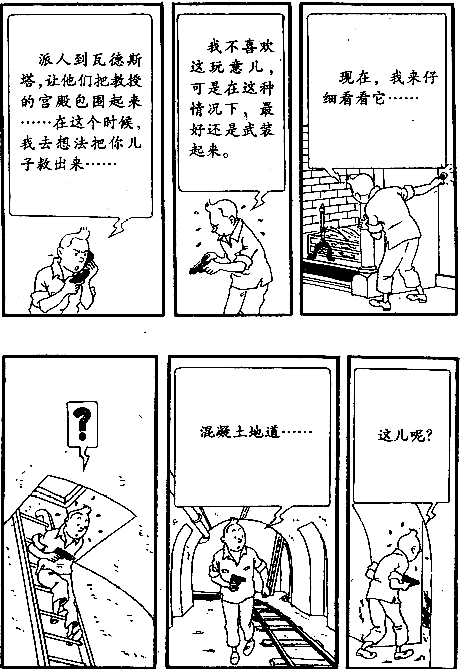 派人到瓦德斯
塔,让他们把教授
的宫殿包围起来
……在这个时候,
我去想法把你儿
子救出来……
我不喜欢
这玩意儿,
可是在这种
情况下，最
好还是武装
起来。
现在，我来仔
细看看它……
?
混凝土地道……
这儿呢?